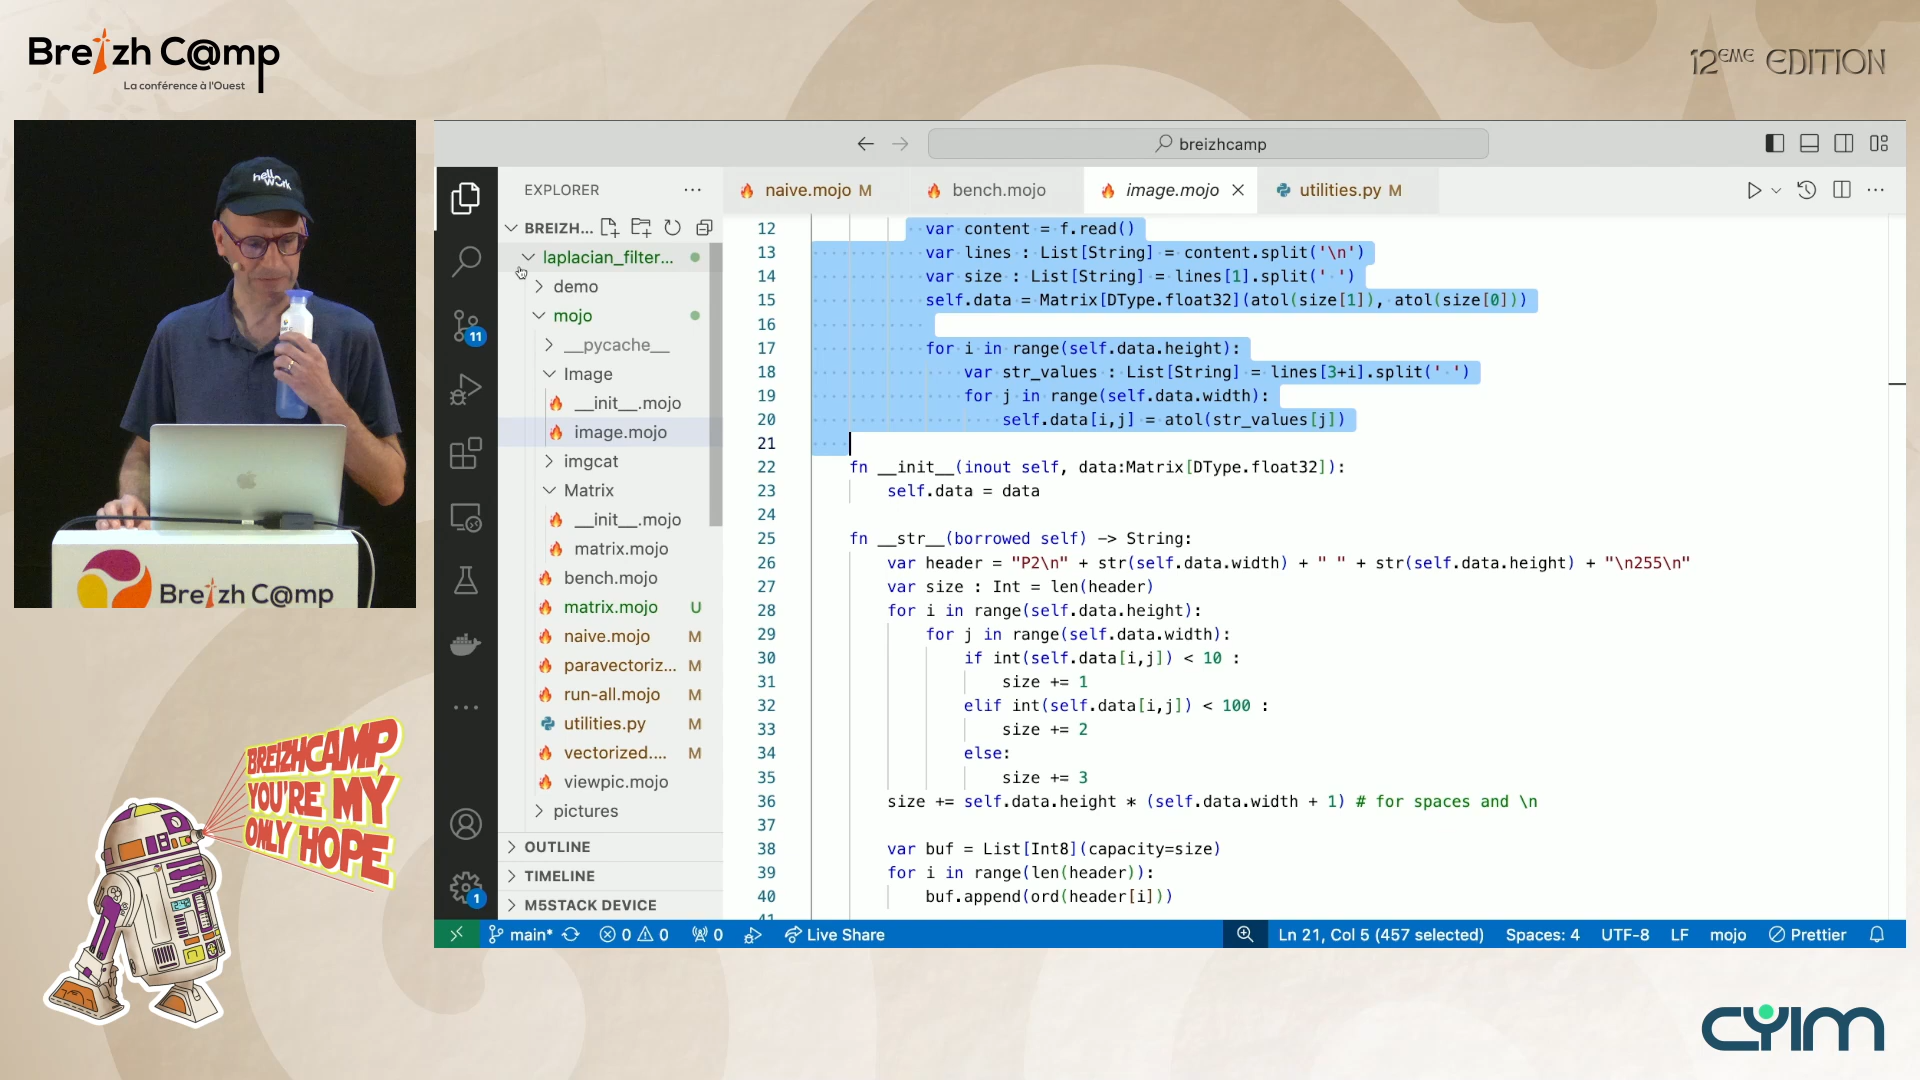 Breizh C@mp
La conférence à l'Ouest
12ÈME EDITION
hello
work
Breizh C@mp
BREIZHCAMP,
YOU'RE MY
ONLY HOPE
breizhcamp
EXPLORER
BREIZH...
laplacian_filter...
demo
mojo
__pycache__
Image
__init__.mojo
image.mojo
imgcat
Matrix
__init__.mojo
matrix.mojo
bench.mojo
matrix.mojo U
naive.mojo M
paravectoriz... M
run-all.mojo M
utilities.py M
vectorized.... M
viewpic.mojo
pictures
OUTLINE
TIMELINE
M5STACK DEVICE
11
1
naive.mojo M
bench.mojo
image.mojo
utilities.py M
12 var content = f.read()
13 var lines : List[String] = content.split('\n')
14 var size : List[String] = lines[1].split(' ')
15 self.data = Matrix[DType.float32](atol(size[1]), atol(size[0]))
16
17 for i in range(self.data.height):
18 var str_values : List[String] = lines[3+i].split(' ')
19 for j in range(self.data.width):
20 self.data[i,j] = atol(str_values[j])
21
22 fn __init__(inout self, data:Matrix[DType.float32]):
23 self.data = data
24
25 fn __str__(borrowed self) -> String:
26 var header = "P2\n" + str(self.data.width) + " " + str(self.data.height) + "\n255\n"
27 var size : Int = len(header)
28 for i in range(self.data.height):
29 for j in range(self.data.width):
30 if int(self.data[i,j]) < 10 :
31 size += 1
32 elif int(self.data[i,j]) < 100 :
33 size += 2
34 else:
35 size += 3
36 size += self.data.height * (self.data.width + 1) # for spaces and \n
37
38 var buf = List[Int8](capacity=size)
39 for i in range(len(header)):
40 buf.append(ord(header[i]))
41
main* 0 0 0 Live Share
Ln 21, Col 5 (457 selected) Spaces: 4 UTF-8 LF mojo Prettier
CYIM